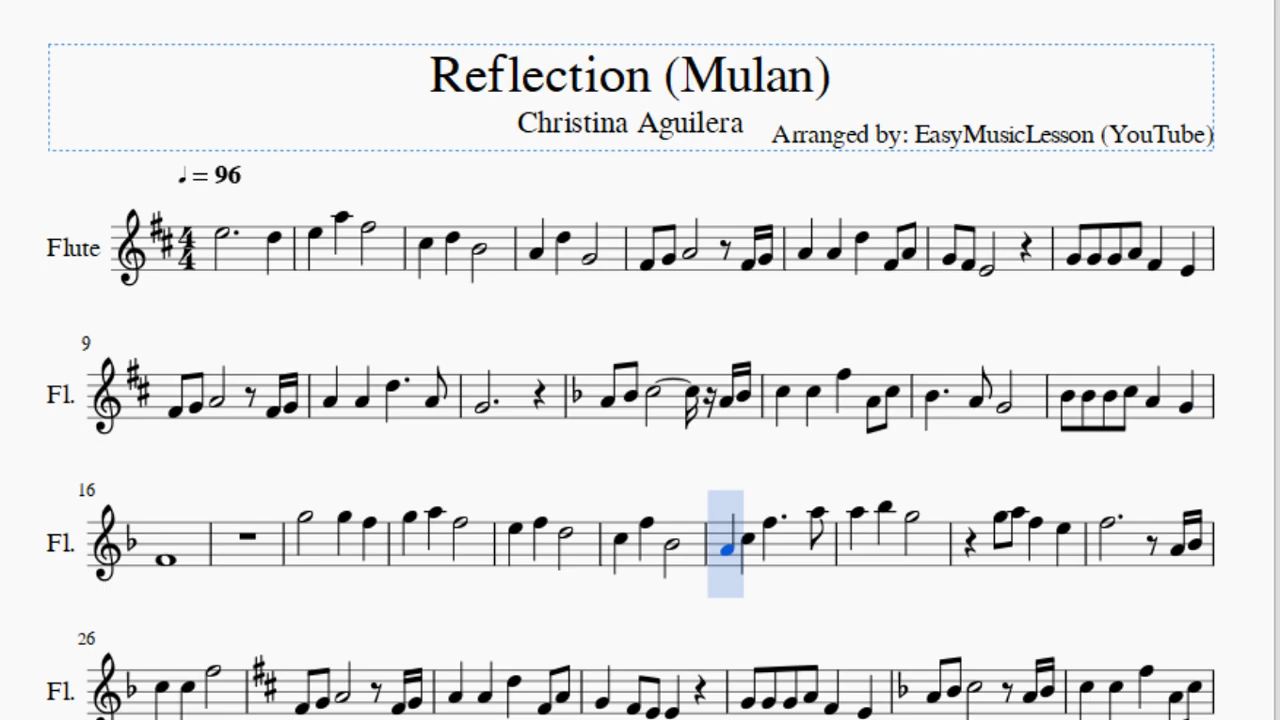 Reflection (Mulan)
Christina Aguilera
Arranged by: EasyMusicLesson (YouTube)
♩ = 96
Flute
4
4
9
Fl.
16
Fl.
26
Fl.